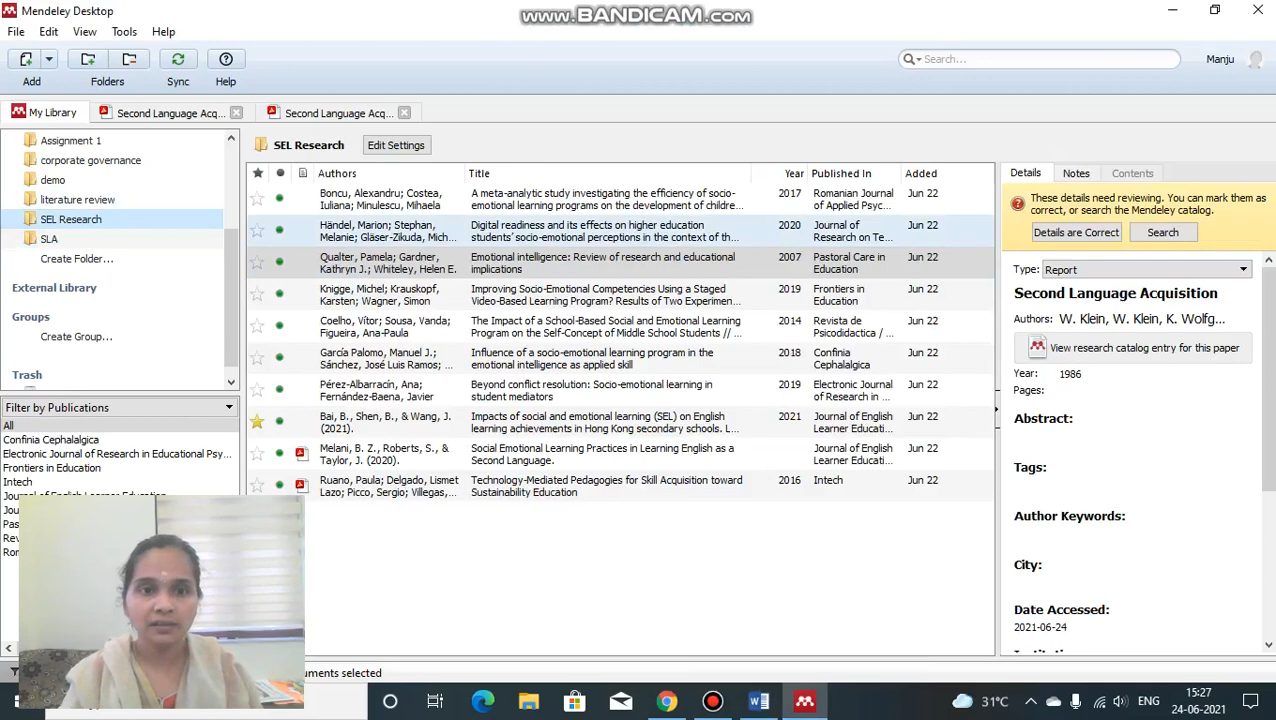 Mendeley Desktop
www.BANDICAM.com
File Edit View Tools Help
Add Folders Sync Help
Search...
Manju
My Library Second Language Acq... Second Language Acq...
Assignment 1
corporate governance
demo
literature review
SEL Research
SLA
Create Folder...
External Library
Groups
Create Group...
Trash
Filter by Publications
All
Confinia Cephalalgica
Electronic Journal of Research in Educational Psy...
Frontiers in Education
Intech
Journal of English Learner Education
Jou
Pas
Rev
Rom
SEL Research Edit Settings
Authors Title Year Published In Added
Boncu, Alexandru; Costea, A meta-analytic study investigating the efficiency of socio- 2017 Romanian Journal Jun 22
Iuliana; Minulescu, Mihaela emotional learning programs on the development of childre... of Applied Psyc...
Händel, Marion; Stephan, Digital readiness and its effects on higher education 2020 Journal of Jun 22
Melanie; Gläser-Zikuda, Mich... students' socio-emotional perceptions in the context of th... Research on Te...
Qualter, Pamela; Gardner, Emotional intelligence: Review of research and educational 2007 Pastoral Care in Jun 22
Kathryn J.; Whiteley, Helen E. implications Education
Knigge, Michel; Krauskopf, Improving Socio-Emotional Competencies Using a Staged 2019 Frontiers in Jun 22
Karsten; Wagner, Simon Video-Based Learning Program? Results of Two Experimen... Education
Coelho, Vítor; Sousa, Vanda; The Impact of a School-Based Social and Emotional Learning 2014 Revista de Jun 22
Figueira, Ana-Paula Program on the Self-Concept of Middle School Students // ... Psicodidactica / ...
García Palomo, Manuel J.; Influence of a socio-emotional learning program in the 2018 Confinia Jun 22
Sánchez, José Luis Ramos; ... emotional intelligence as applied skill Cephalalgica
Pérez-Albarracín, Ana; Beyond conflict resolution: Socio-emotional learning in 2019 Electronic Journal Jun 22
Fernández-Baena, Javier student mediators of Research in ...
Bai, B., Shen, B., & Wang, J. Impacts of social and emotional learning (SEL) on English 2021 Journal of English Jun 22
(2021). learning achievements in Hong Kong secondary schools. L... Learner Educati...
Melani, B. Z., Roberts, S., & Social Emotional Learning Practices in Learning English as a Journal of English Jun 22
Taylor, J. (2020). Second Language. Learner Educati...
Ruano, Paula; Delgado, Lismet Technology-Mediated Pedagogies for Skill Acquisition toward 2016 Intech Jun 22
Lazo; Picco, Sergio; Villegas,... Sustainability Education
uments selected
Details Notes Contents
These details need reviewing. You can mark them as
correct, or search the Mendeley catalog.
Details are Correct Search
Type: Report
Second Language Acquisition
Authors: W. Klein, W. Klein, K. Wolfg...
View research catalog entry for this paper
Year: 1986
Pages:
Abstract:
Tags:
Author Keywords:
City:
Date Accessed:
2021-06-24
31°C ENG 15:27
24-06-2021